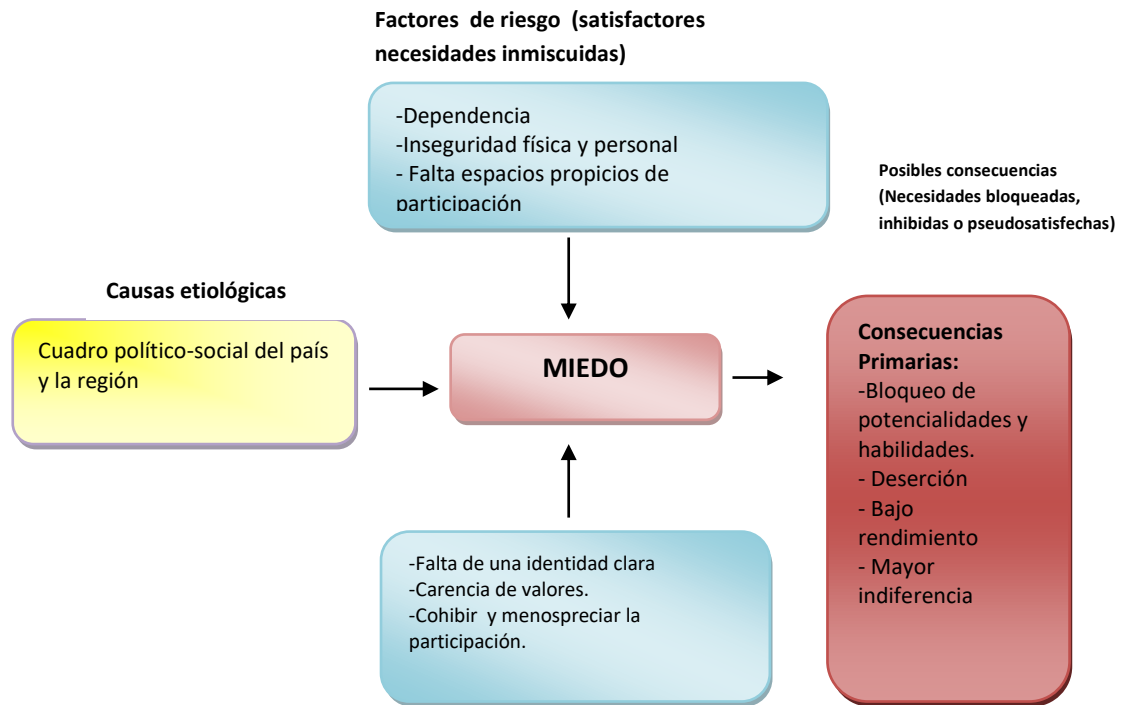 Factores de riesgo (satisfactores
necesidades inmiscuidas)
-Dependencia
-Inseguridad física y personal
- Falta espacios propicios de
participación
Posibles consecuencias
(Necesidades bloqueadas,
inhibidas o pseudosatisfechas)
Causas etiológicas
Cuadro político-social del país
y la región
MIEDO
Consecuencias
Primarias:
-Bloqueo de
potencialidades y
habilidades.
- Deserción
- Bajo
rendimiento
- Mayor
indiferencia
-Falta de una identidad clara
-Carencia de valores.
-Cohibir y menospreciar la
participación.